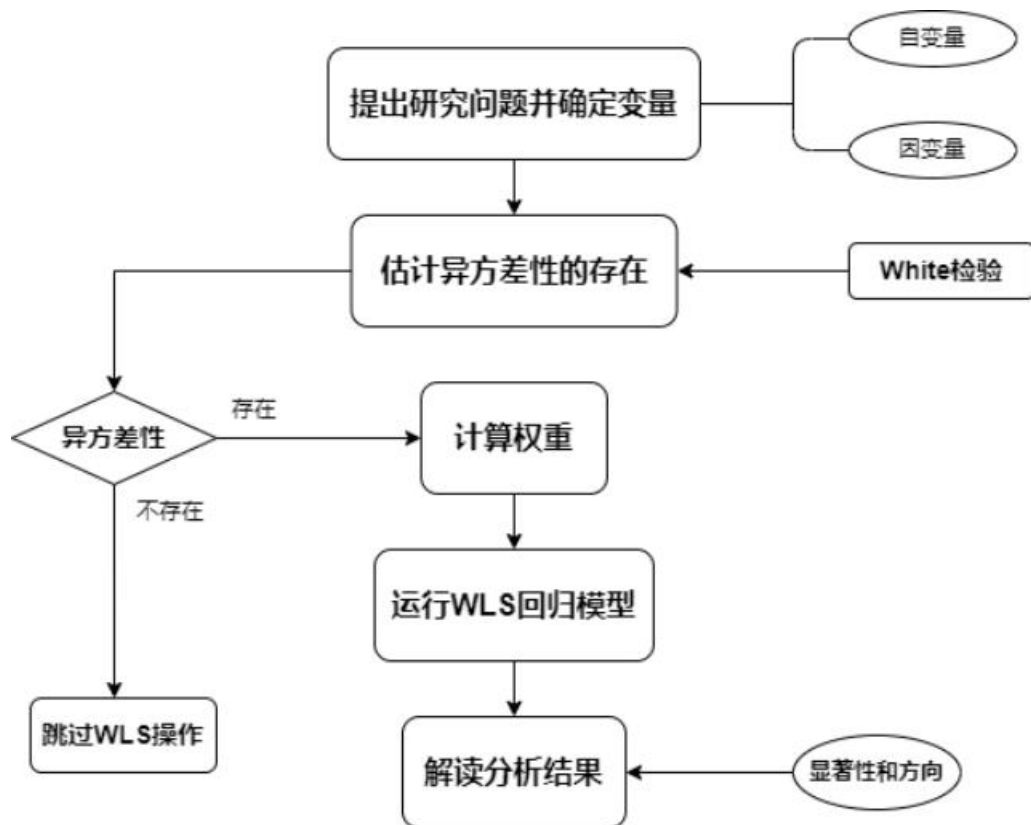 自变量
提出研究问题并确定变量
因变量
估计异方差性的存在
White检验
异方差性
存在
计算权重
不存在
运行WLS回归模型
跳过WLS操作
解读分析结果
显著性和方向